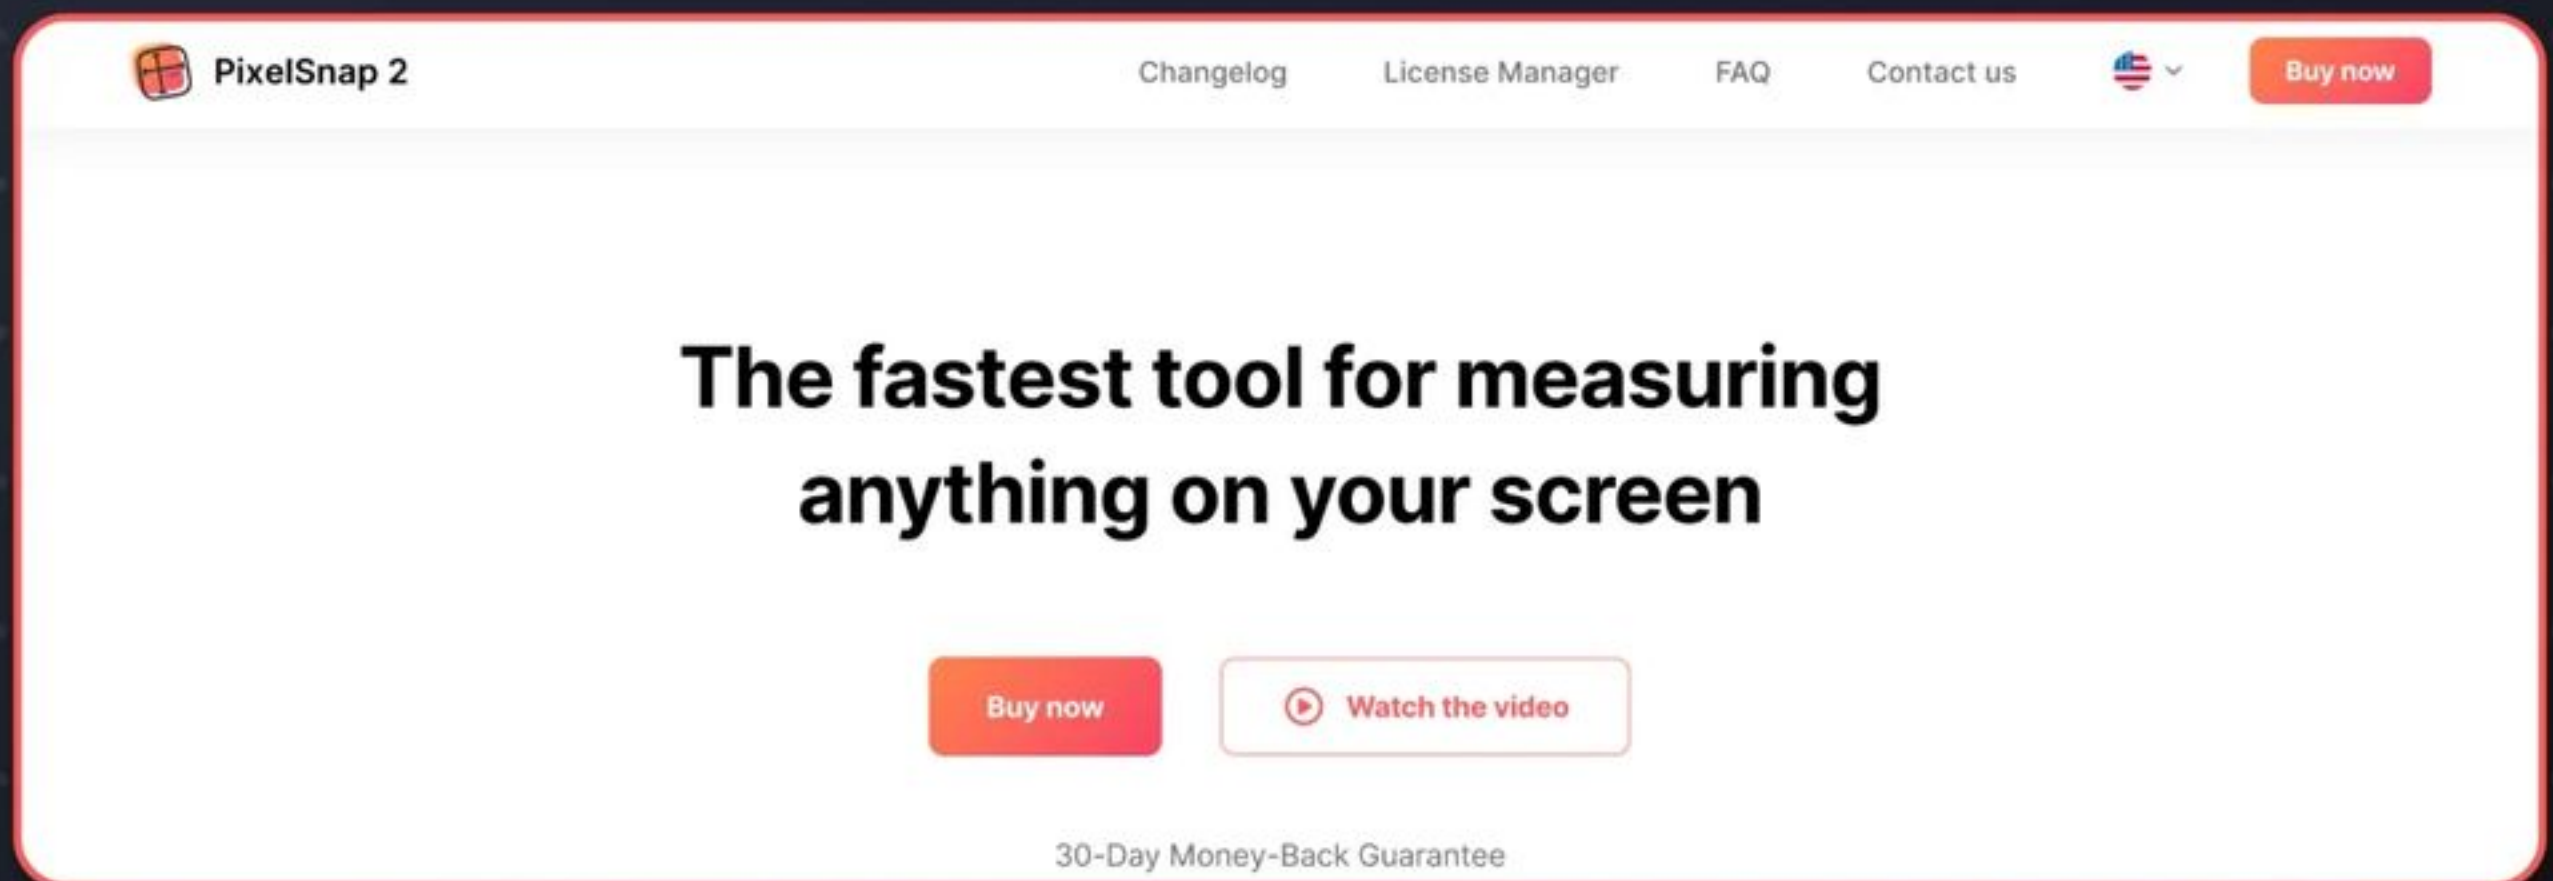 PixelSnap 2
Changelog
License Manager
FAQ
Contact us
Buy now
The fastest tool for measuring
anything on your screen
Buy now
Watch the video
30-Day Money-Back Guarantee